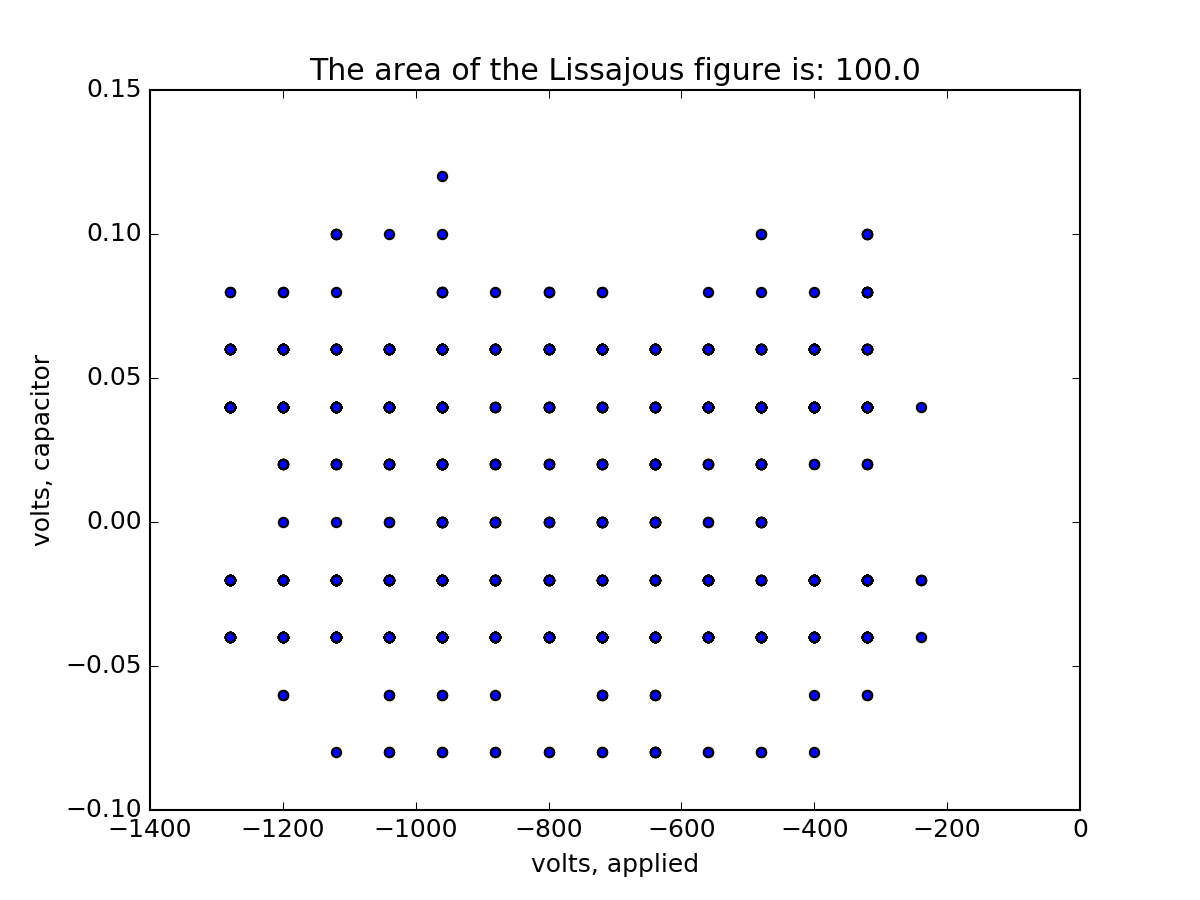 The area of the Lissajous figure is: 100.0
0.15
0.10
0.05
0.00
−0.05
−0.10
volts, capacitor
−1400 −1200 −1000 −800 −600 −400 −200 0
volts, applied